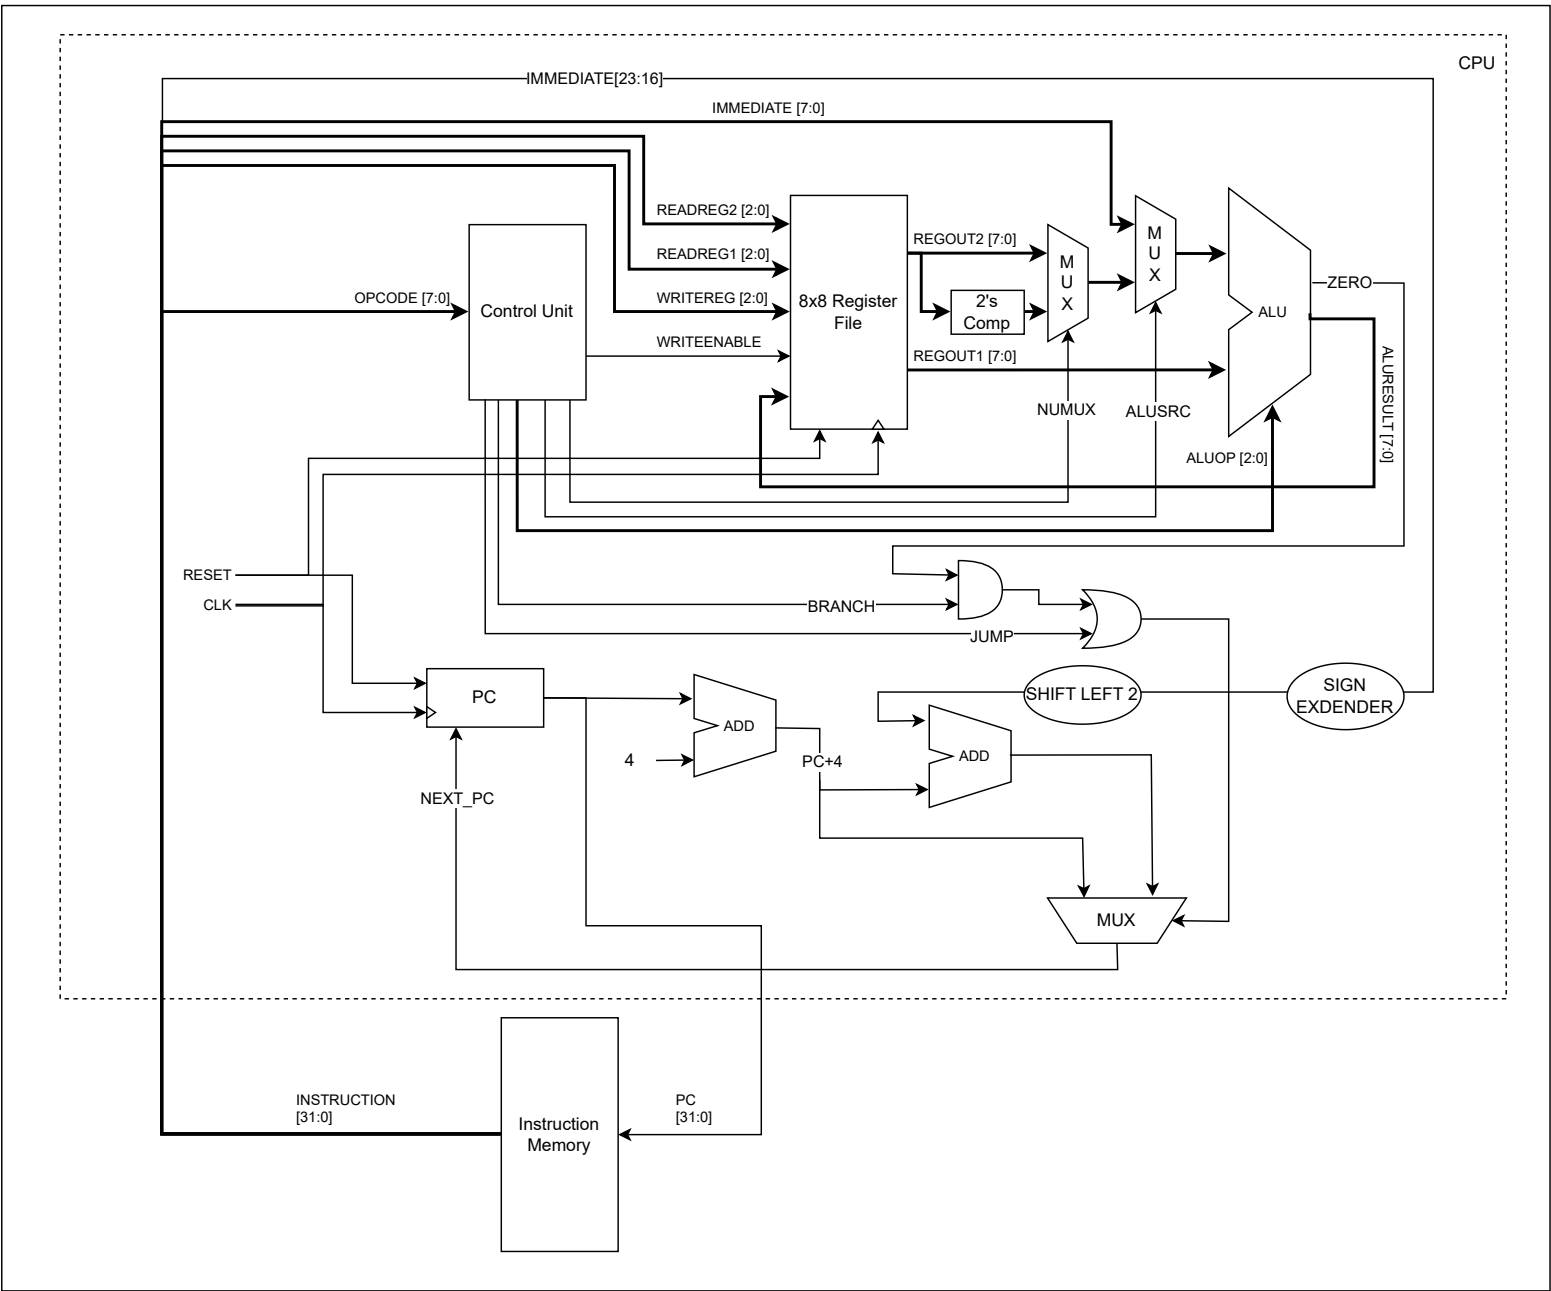 CPU
IMMEDIATE[23:16]
IMMEDIATE [7:0]
READREG2 [2:0]
READREG1 [2:0]
WRITEREG [2:0]
WRITEENABLE
OPCODE [7:0]
Control Unit
8x8 Register
File
REGOUT2 [7:0]
2's
Comp
REGOUT1 [7:0]
M
U
X
M
U
X
ALU
ZERO
ALURESULT [7:0]
NUMUX
ALUSRC
ALUOP [2:0]
RESET
CLK
BRANCH
JUMP
PC
ADD
4
PC+4
SHIFT LEFT 2
SIGN
EXDENDER
ADD
NEXT_PC
MUX
INSTRUCTION
[31:0]
Instruction
Memory
PC
[31:0]